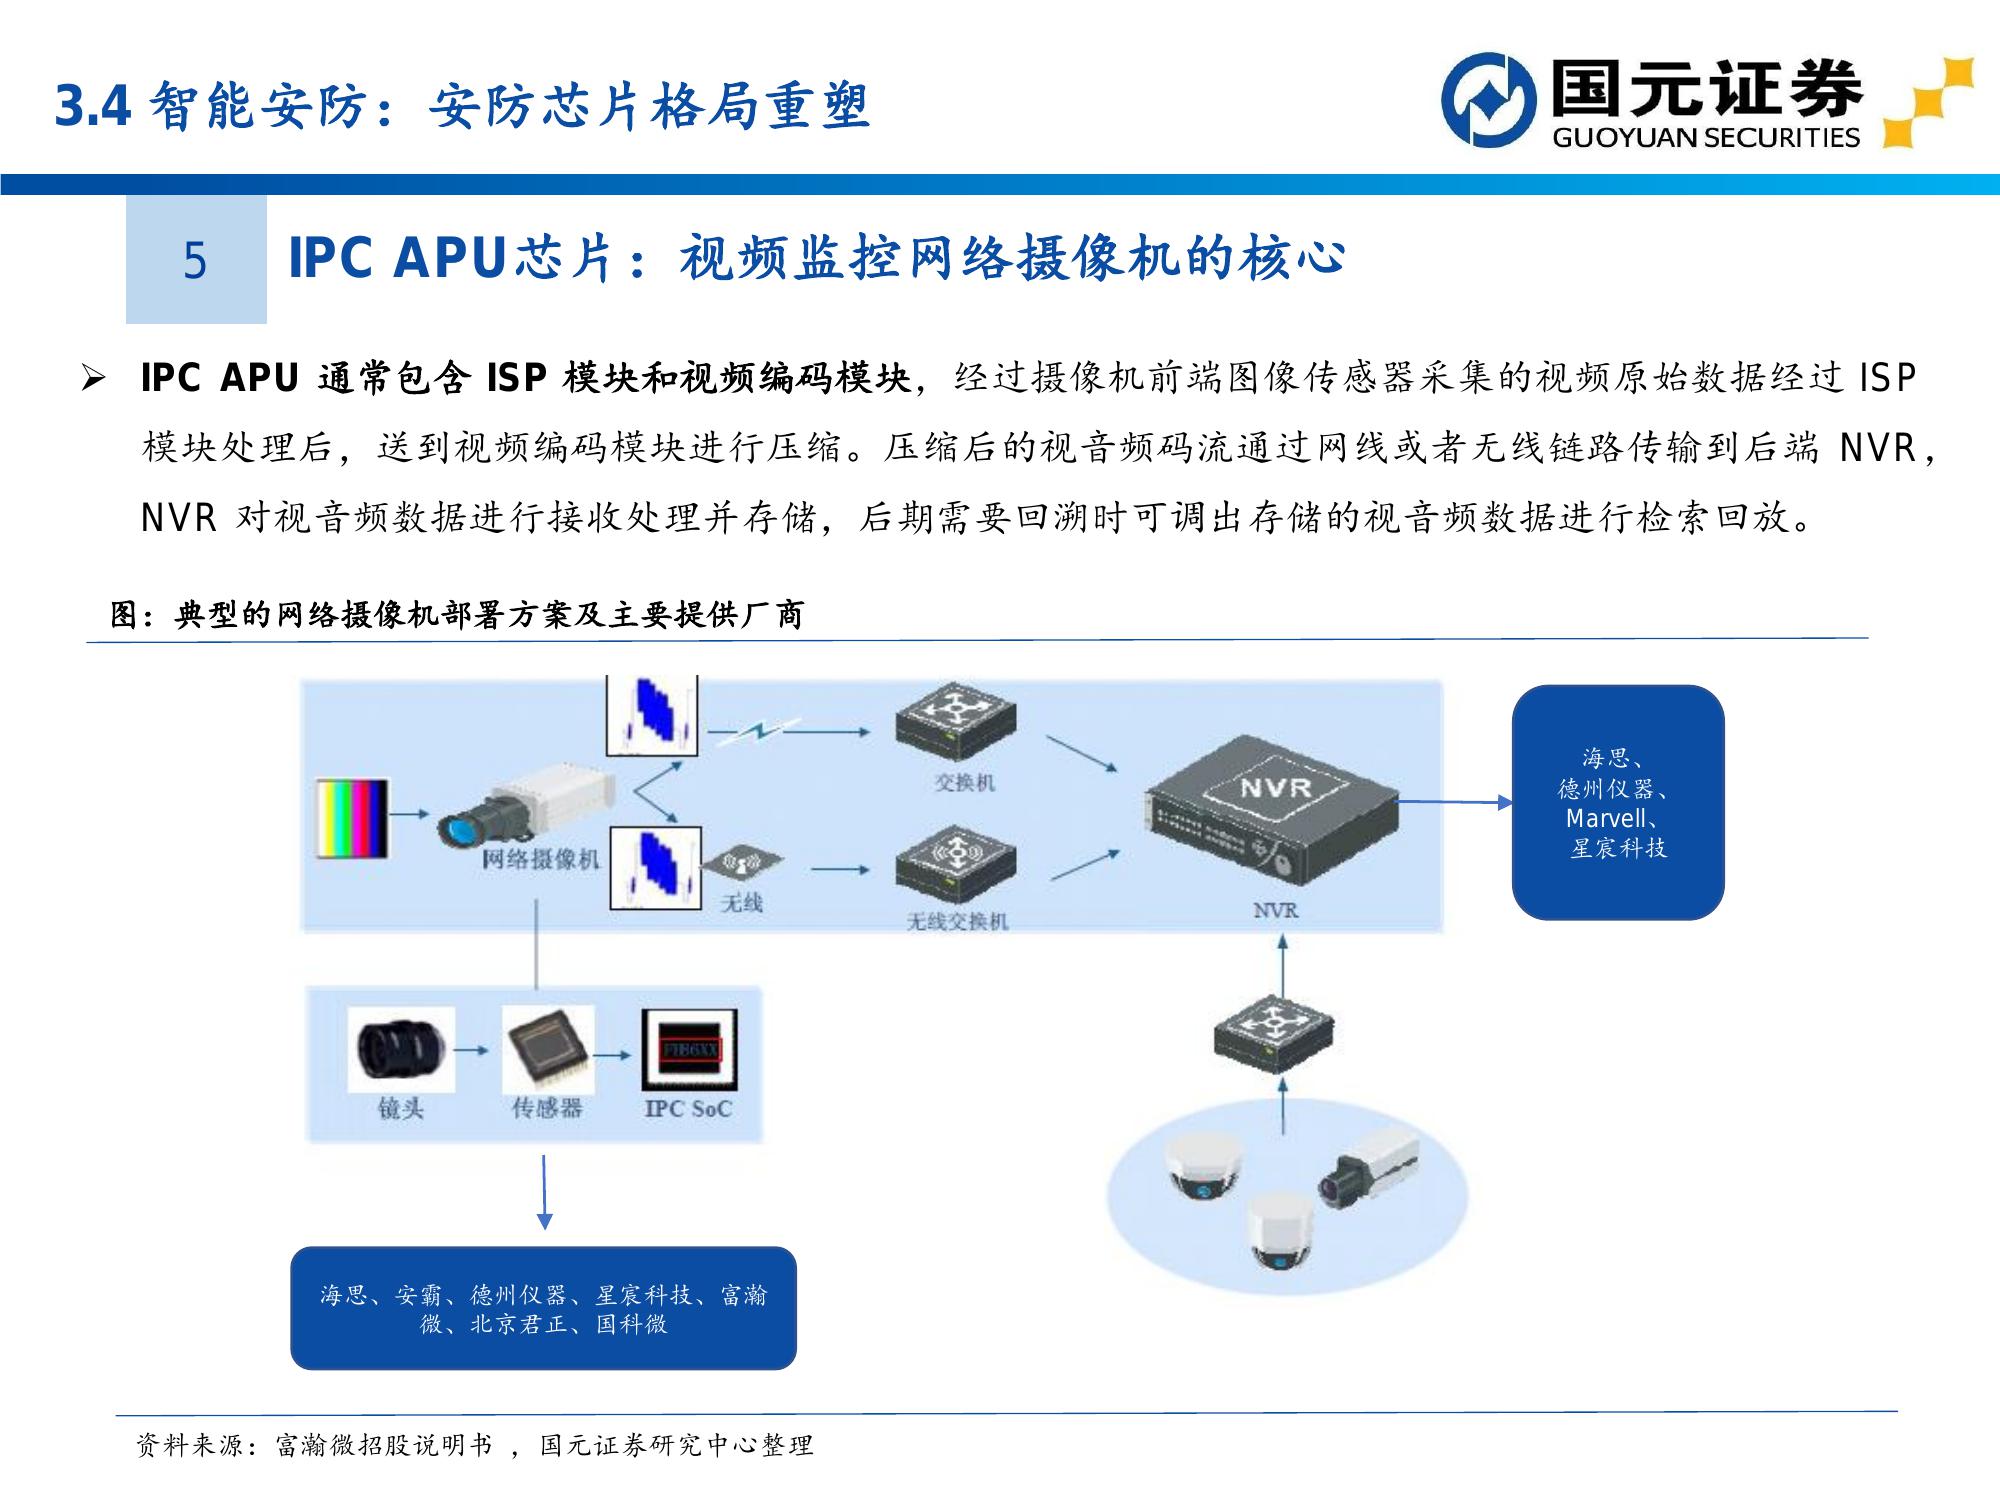 3.4 智能安防：安防芯片格局重塑
国元证券
GUOYUAN SECURITIES
5
IPC APU芯片：视频监控网络摄像机的核心
➢ IPC APU 通常包含 ISP 模块和视频编码模块，经过摄像机前端图像传感器采集的视频原始数据经过 ISP
模块处理后，送到视频编码模块进行压缩。压缩后的视音频码流通过网线或者无线链路传输到后端 NVR，
NVR 对视音频数据进行接收处理并存储，后期需要回溯时可调出存储的视音频数据进行检索回放。
图：典型的网络摄像机部署方案及主要提供厂商
交换机
NVR
网络摄像机
无线
无线交换机
NVR
海思、
德州仪器、
Marvell、
星宸科技
FH86XX
镜头
传感器
IPC SoC
海思、安霸、德州仪器、星宸科技、富瀚
微、北京君正、国科微
资料来源：富瀚微招股说明书 ，国元证券研究中心整理